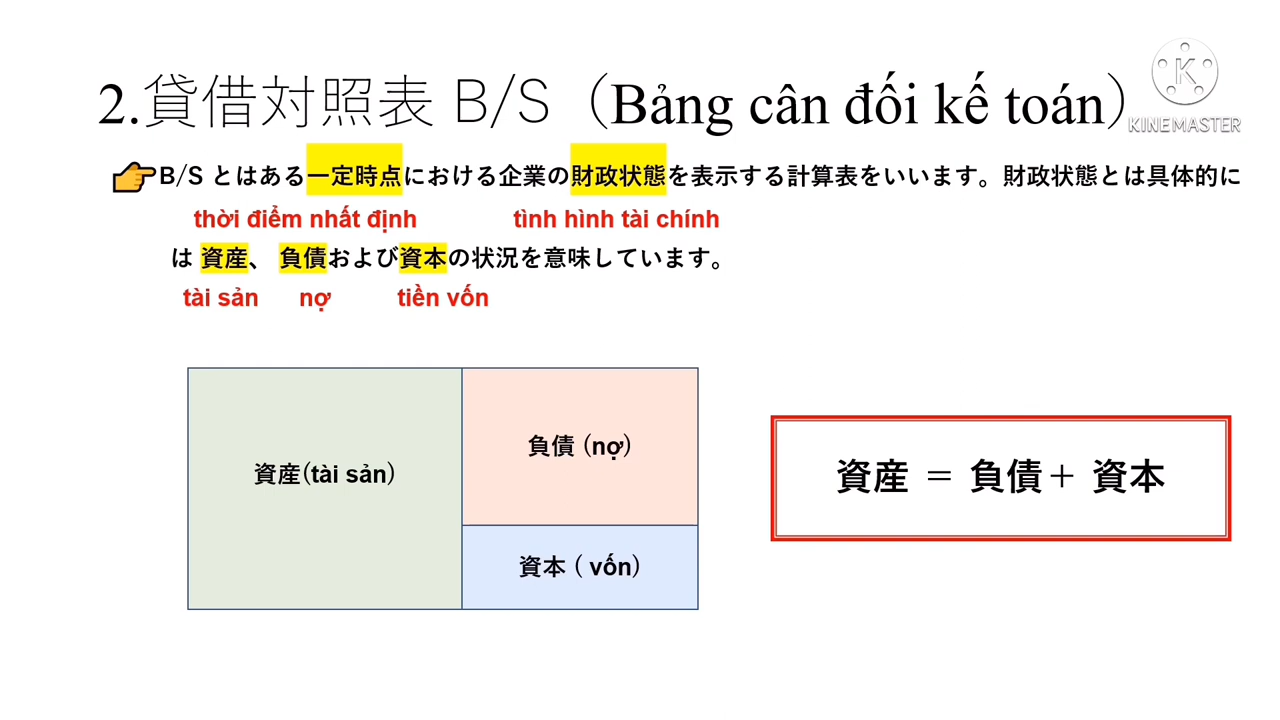 2.貸借対照表 B/S（Bảng cân đối kế toán）
KINEMASTER
B/S とはある一定時点における企業の財政状態を表示する計算表をいいます。財政状態とは具体的に
thời điểm nhất định tình hình tài chính
は 資産、 負債および資本の状況を意味しています。
tài sản nợ tiền vốn
負債 (nợ)
資産(tài sản)
資産 ＝ 負債＋ 資本
資本 ( vốn)